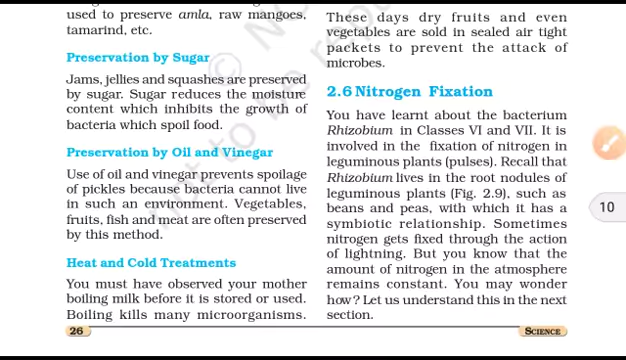 used to preserve amla, raw mangoes,
tamarind, etc.
Preservation by Sugar
Jams, jellies and squashes are preserved
by sugar. Sugar reduces the moisture
content which inhibits the growth of
bacteria which spoil food.
Preservation by Oil and Vinegar
Use of oil and vinegar prevents spoilage
of pickles because bacteria cannot live
in such an environment. Vegetables,
fruits, fish and meat are often preserved
by this method.
Heat and Cold Treatments
You must have observed your mother
boiling milk before it is stored or used.
Boiling kills many microorganisms.
26
These days dry fruits and even
vegetables are sold in sealed air tight
packets to prevent the attack of
microbes.
2.6 Nitrogen Fixation
You have learnt about the bacterium
Rhizobium in Classes VI and VII. It is
involved in the fixation of nitrogen in
leguminous plants (pulses). Recall that
Rhizobium lives in the root nodules of
leguminous plants (Fig. 2.9), such as
beans and peas, with which it has a
symbiotic relationship. Sometimes
nitrogen gets fixed through the action
of lightning. But you know that the
amount of nitrogen in the atmosphere
remains constant. You may wonder
how? Let us understand this in the next
section.
SCIENCE
10